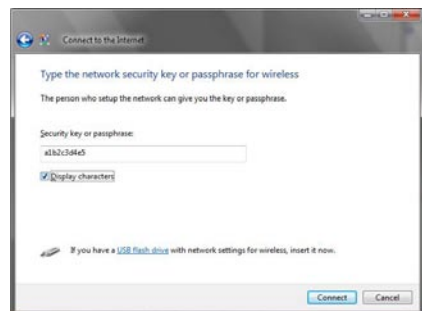 Connect to the Internet
Type the network security key or passphrase for wireless
The person who setup the network can give you the key or passphrase.
Security key or passphrase:
a1b2c3d4e5
Display characters
If you have a USB flash drive with network settings for wireless, insert it now.
Connect Cancel